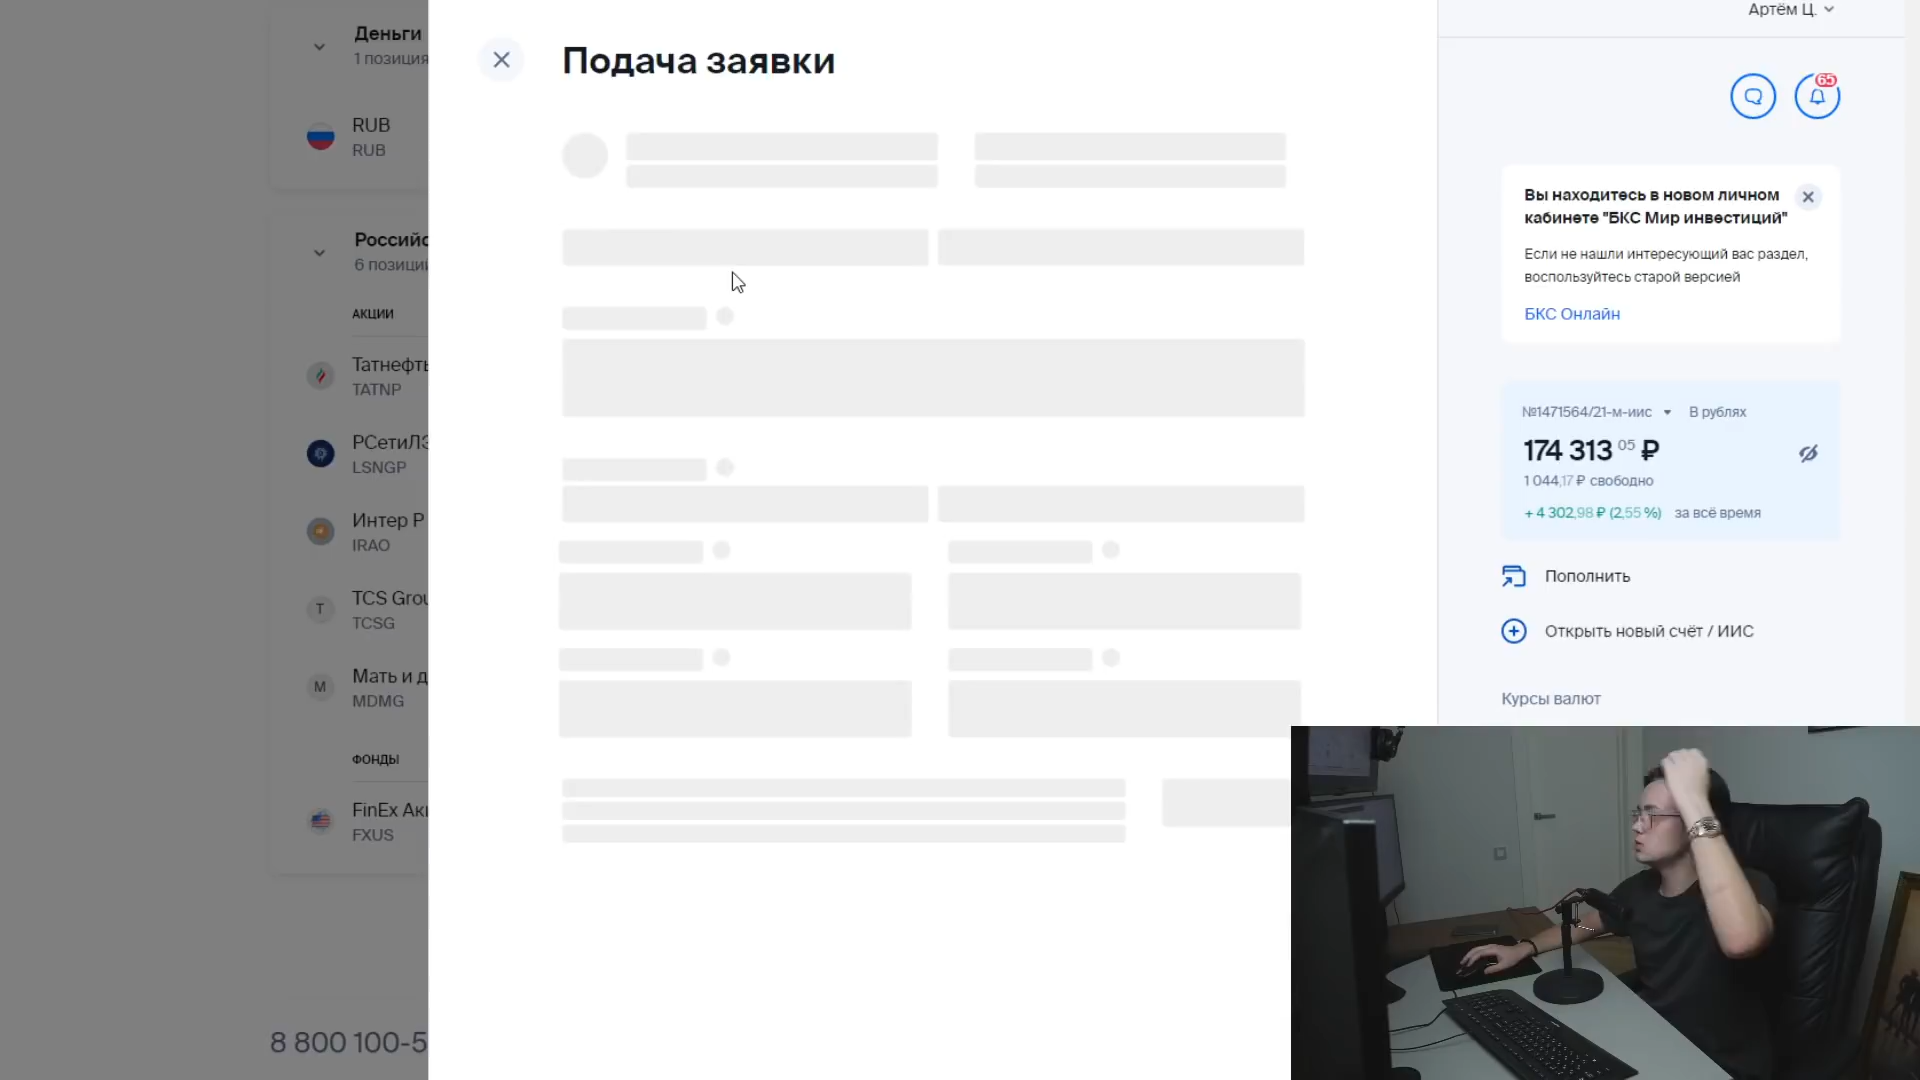 Деньги
1 позиция
RUB
RUB
Российс
6 позиций
АКЦИИ
Татнефть
TATNP
РСетиЛЭ
LSNGP
Интер Р
IRAO
T
TCS Grou
TCSG
M
Мать и д
MDMG
ФОНДЫ
FinEx Ак
FXUS
8 800 100-5
Подача заявки
Артём Ц.
65
Вы находитесь в новом личном
кабинете "БКС Мир инвестиций"
Если не нашли интересующий вас раздел,
воспользуйтесь старой версией
БКС Онлайн
№1471564/21-м-иис В рублях
174 313 05 ₽
1 044,17 ₽ свободно
+ 4 302,98 ₽ (2,55 %) за всё время
Пополнить
Открыть новый счёт / ИИС
Курсы валют